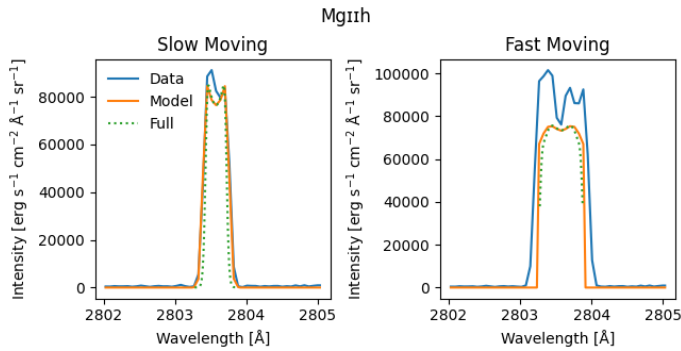 Mgɪɪh
Slow Moving
Fast Moving
Data
Model
Full
Intensity [erg s⁻¹ cm⁻² Å⁻¹ sr⁻¹]
80000
60000
40000
20000
0
2802
2803
2804
2805
Wavelength [Å]
Intensity [erg s⁻¹ cm⁻² Å⁻¹ sr⁻¹]
100000
80000
60000
40000
20000
0
2802
2803
2804
2805
Wavelength [Å]